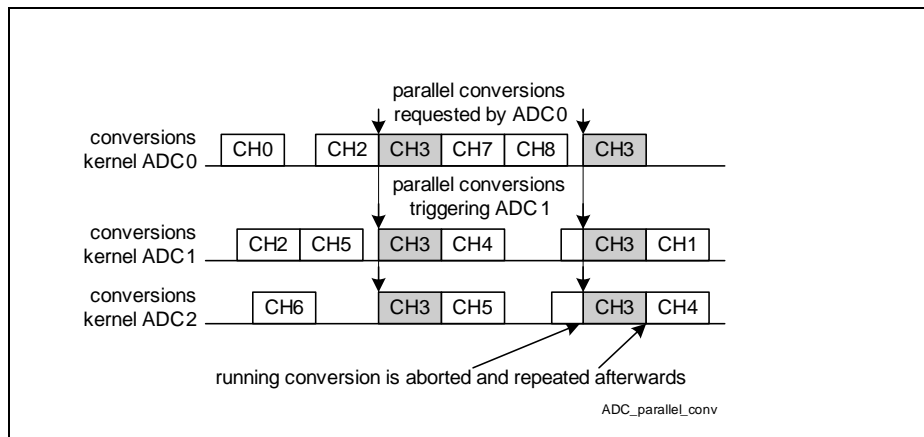 parallel conversions
requested by ADC0
conversions
kernel ADC0
CH0 CH2 CH3 CH7 CH8 CH3
parallel conversions
triggering ADC1
conversions
kernel ADC1
CH2 CH5 CH3 CH4 CH3 CH1
conversions
kernel ADC2
CH6 CH3 CH5 CH3 CH4
running conversion is aborted and repeated afterwards
ADC_parallel_conv